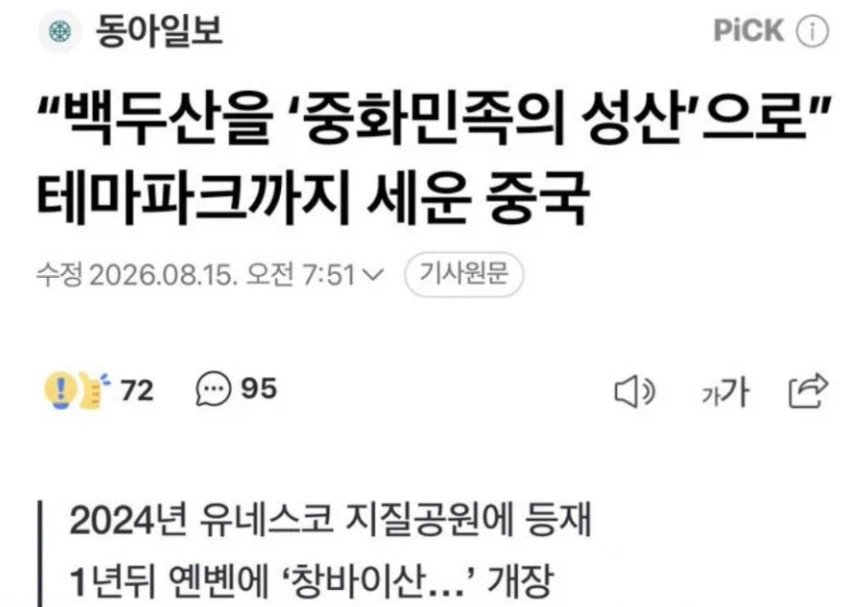 동아일보
PiCK
“백두산을 ‘중화민족의 성산’으로”
테마파크까지 세운 중국
수정 2026.08.15. 오전 7:51
기사원문
72
95
가가
2024년 유네스코 지질공원에 등재
1년뒤 옌볜에 ‘창바이산…’ 개장